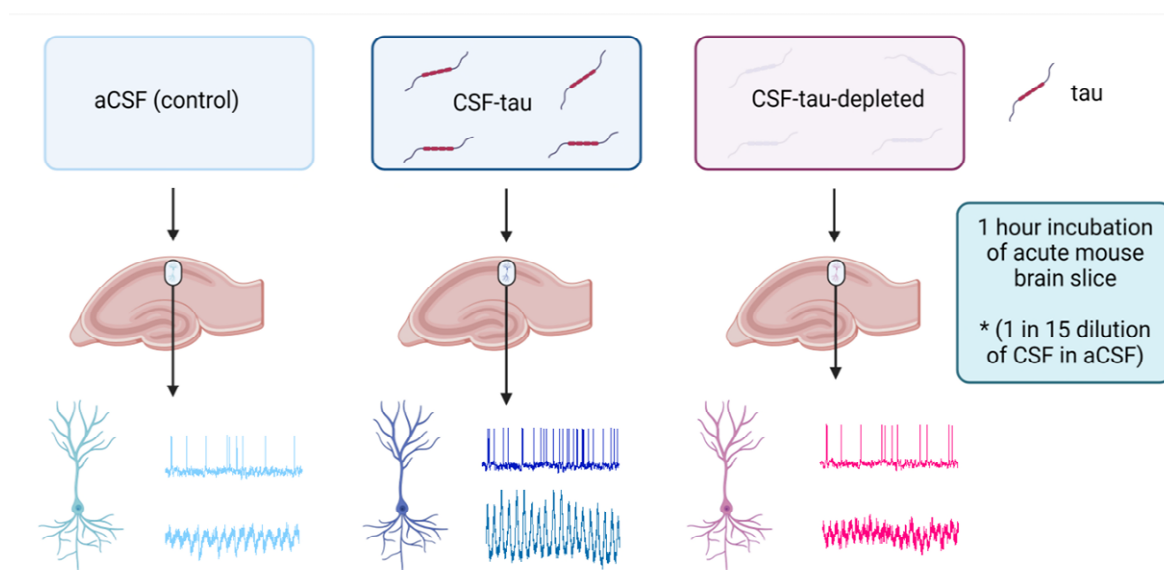 aCSF (control)
CSF-tau
CSF-tau-depleted
tau
1 hour incubation
of acute mouse
brain slice
* (1 in 15 dilution
of CSF in aCSF)